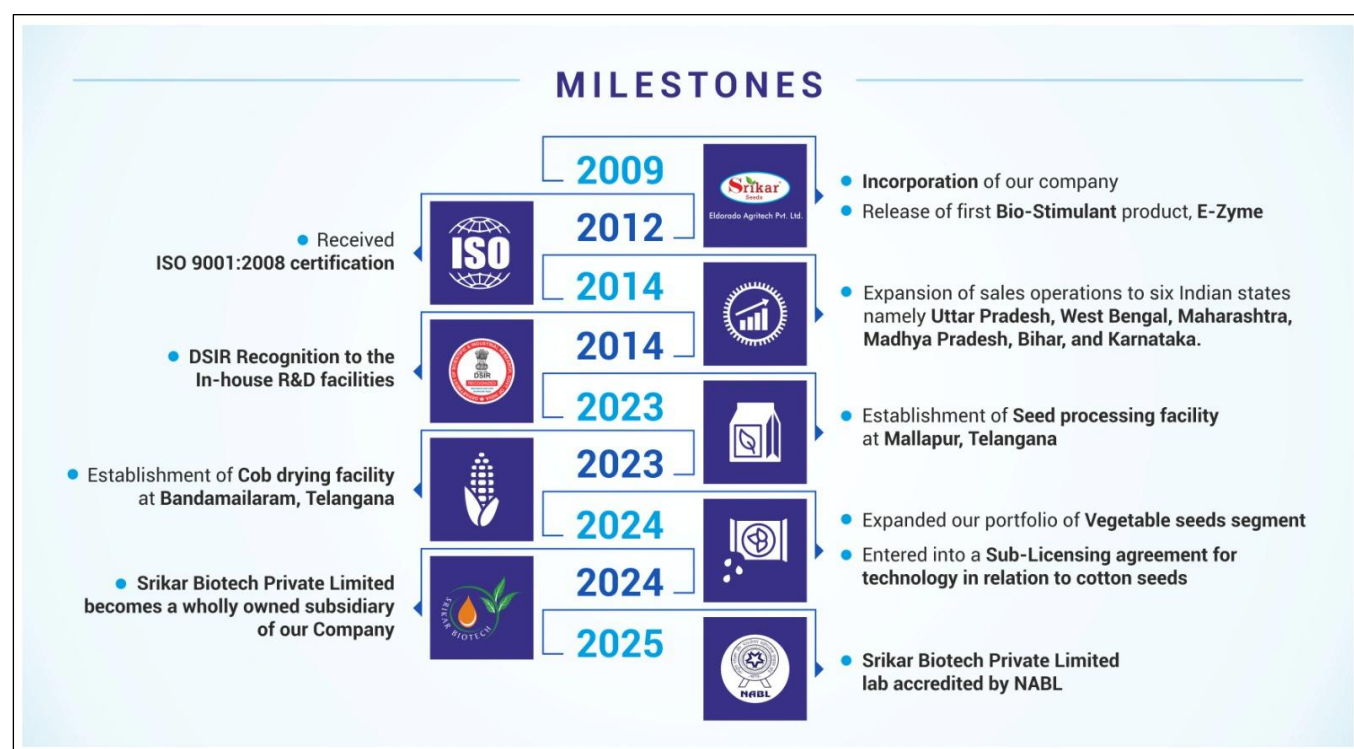 MILESTONES
2009
Srikar
Seeds
Eldorado Agritech Pvt. Ltd.
● Incorporation of our company
● Release of first Bio-Stimulant product, E-Zyme
2012
● Received
ISO 9001:2008 certification
ISO
2014
● Expansion of sales operations to six Indian states
namely Uttar Pradesh, West Bengal, Maharashtra,
Madhya Pradesh, Bihar, and Karnataka.
2014
● DSIR Recognition to the
In-house R&D facilities
DSIR
RECOGNIZED
2023
● Establishment of Seed processing facility
at Mallapur, Telangana
2023
● Establishment of Cob drying facility
at Bandamailaram, Telangana
2024
● Expanded our portfolio of Vegetable seeds segment
● Entered into a Sub-Licensing agreement for
technology in relation to cotton seeds
2024
● Srikar Biotech Private Limited
becomes a wholly owned subsidiary
of our Company
SRIKAR BIOTECH
2025
● Srikar Biotech Private Limited
lab accredited by NABL
NABL